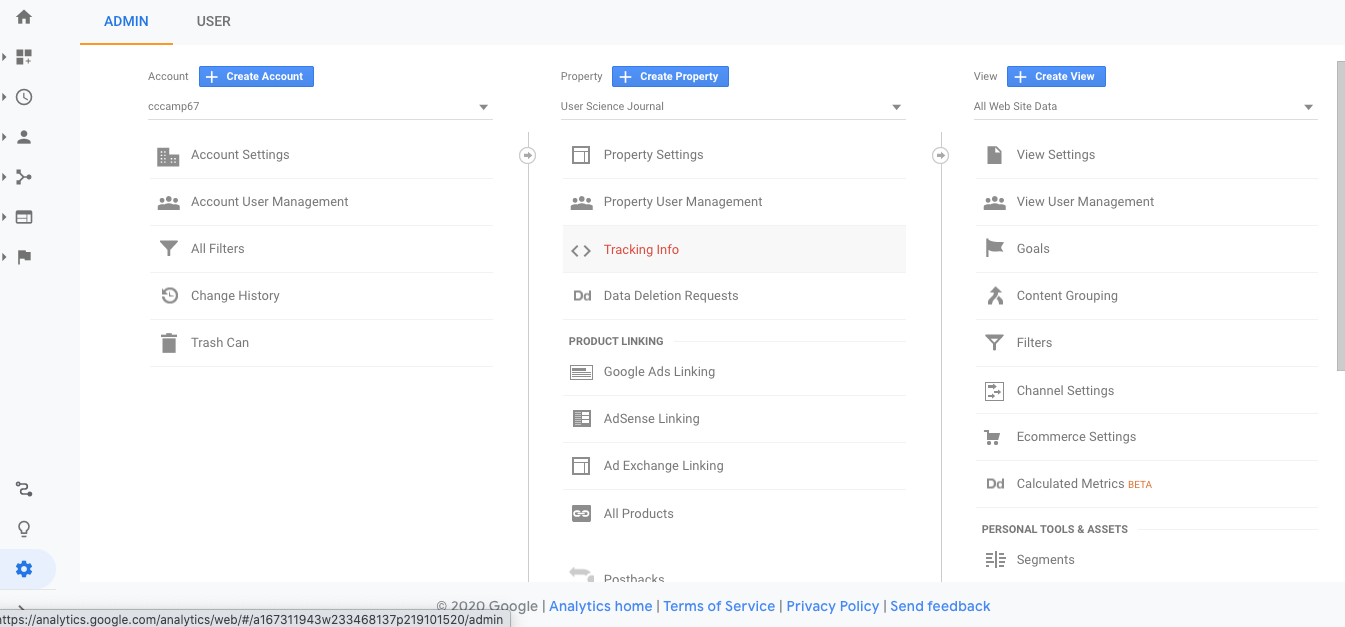 ADMIN USER
Account Create Account
cccamp67
Account Settings
Account User Management
All Filters
Change History
Trash Can
Property Create Property
User Science Journal
Property Settings
Property User Management
Tracking Info
Dd Data Deletion Requests
PRODUCT LINKING
Google Ads Linking
AdSense Linking
Ad Exchange Linking
All Products
Postbacks
View Create View
All Web Site Data
View Settings
View User Management
Goals
Content Grouping
Filters
Channel Settings
Ecommerce Settings
Dd Calculated Metrics BETA
PERSONAL TOOLS & ASSETS
Segments
© 2020 Google | Analytics home | Terms of Service | Privacy Policy | Send feedback
https://analytics.google.com/analytics/web/#/a167311943w233468137p219101520/admin